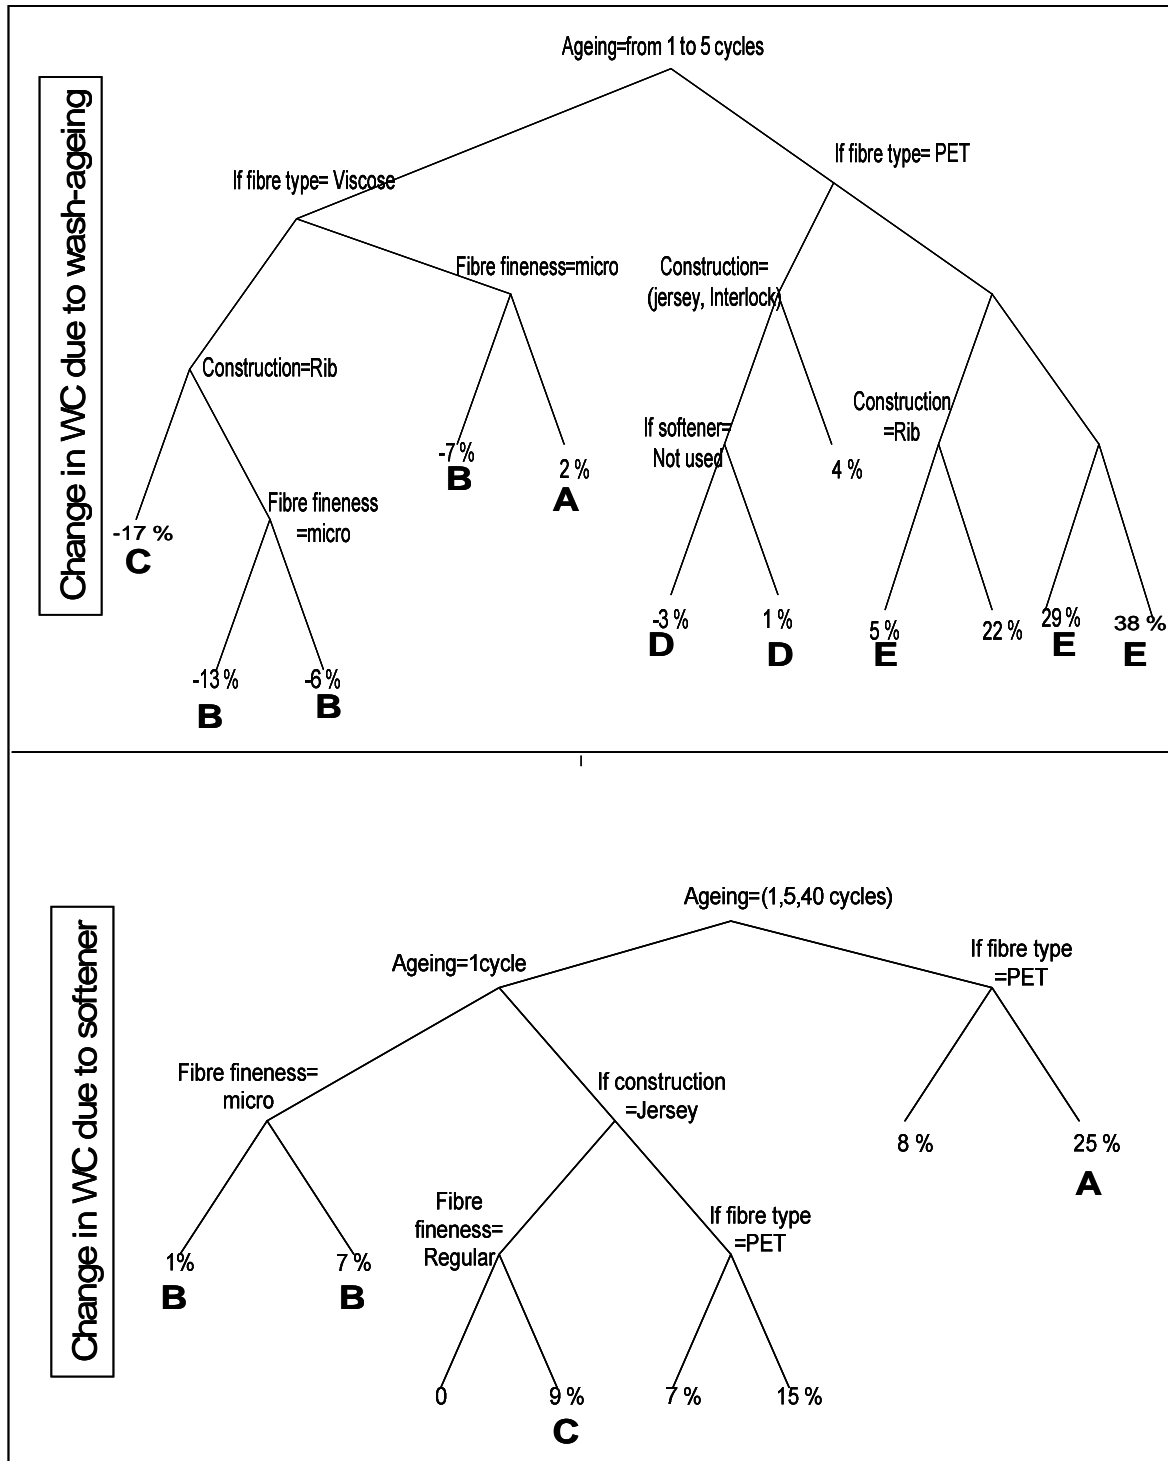 Change in WC due to wash-ageing
Ageing=from 1 to 5 cycles
If fibre type= Viscose
If fibre type= PET
Fibre fineness=micro
Construction=
(jersey, Interlock)
Construction=Rib
Construction
=Rib
If softener=
Not used
-7 %
B
2 %
A
4 %
Fibre fineness
=micro
-17 %
C
-3 %
D
1 %
D
5 %
E
22 %
29 %
E
38 %
E
-13 %
B
-6 %
B
Change in WC due to softener
Ageing=(1,5,40 cycles)
Ageing=1cycle
If fibre type
=PET
Fibre fineness=
micro
If construction
=Jersey
8 %
25 %
A
Fibre
fineness=
Regular
If fibre type
=PET
1%
B
7 %
B
0
9 %
C
7 %
15 %